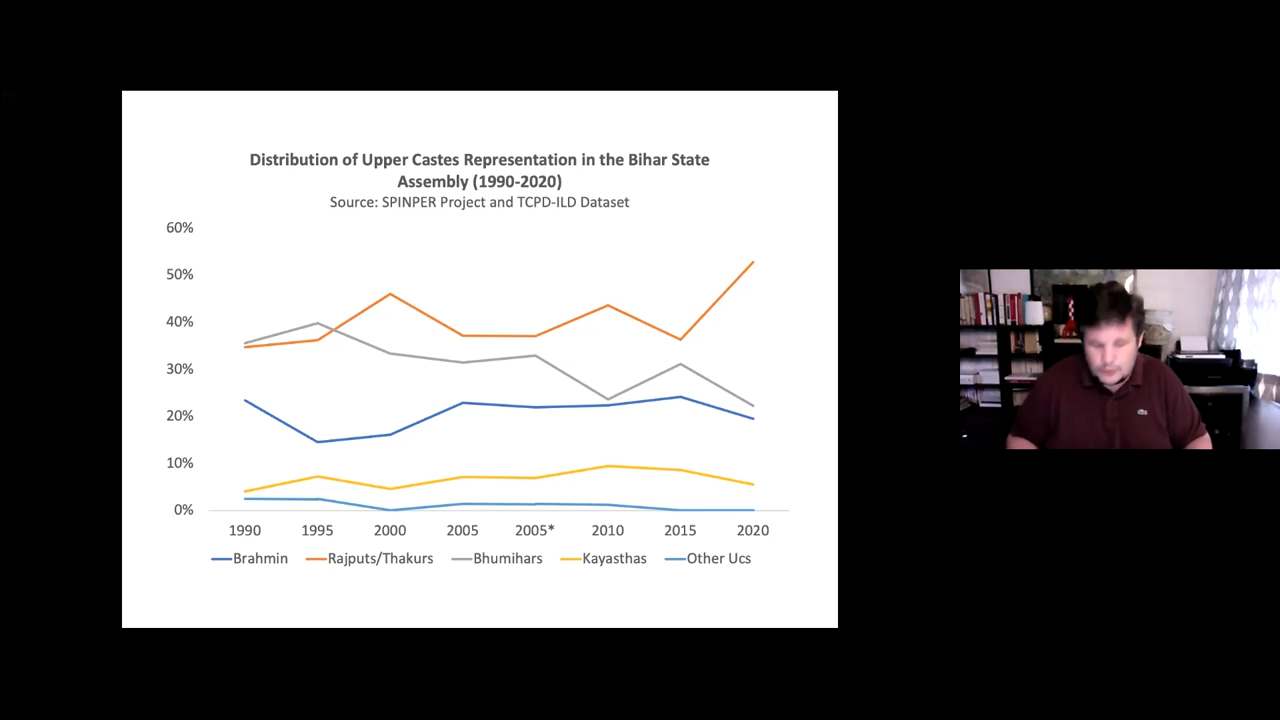 Distribution of Upper Castes Representation in the Bihar State
Assembly (1990-2020)
Source: SPINPER Project and TCPD-ILD Dataset
60%
50%
40%
30%
20%
10%
0%
1990 1995 2000 2005 2005* 2010 2015 2020
Brahmin Rajputs/Thakurs Bhumihars Kayasthas Other Ucs